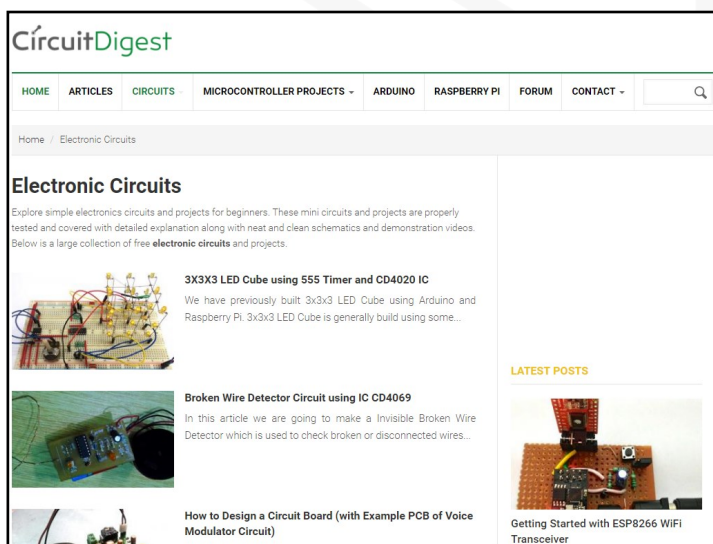 CircuitDigest
HOME ARTICLES CIRCUITS MICROCONTROLLER PROJECTS ARDUINO RASPBERRY PI FORUM CONTACT
Home / Electronic Circuits
Electronic Circuits
Explore simple electronics circuits and projects for beginners. These mini circuits and projects are properly
tested and covered with detailed explanation along with neat and clean schematics and demonstration videos.
Below is a large collection of free electronic circuits and projects.
3X3X3 LED Cube using 555 Timer and CD4020 IC
We have previously built 3x3x3 LED Cube using Arduino and
Raspberry Pi. 3x3x3 LED Cube is generally build using some...
Broken Wire Detector Circuit using IC CD4069
In this article we are going to make a Invisible Broken Wire
Detector which is used to check broken or disconnected wires...
How to Design a Circuit Board (with Example PCB of Voice
Modulator Circuit)
LATEST POSTS
Getting Started with ESP8266 WiFi
Transceiver